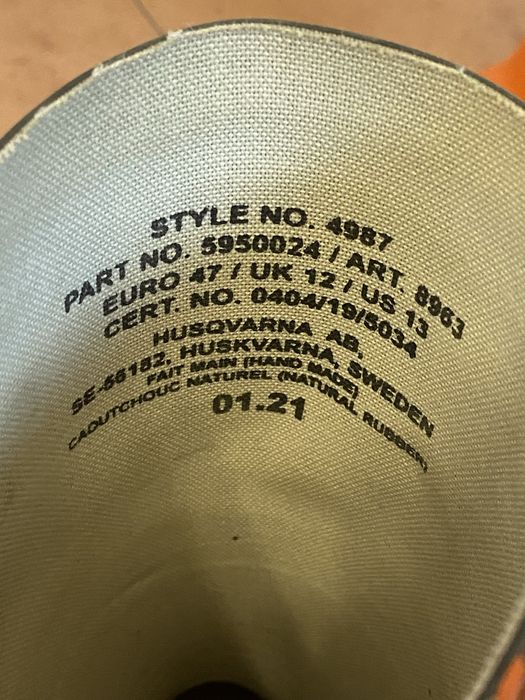 STYLE NO. 4987
PART NO. 5950024 / ART. 8963
EURO 47 / UK 12 / US 13
CERT. NO. 0404/19/5034
HUSQVARNA AB,
SE-56182, HUSKVARNA, SWEDEN
FAIT MAIN (HAND MADE)
CAOUTCHOUC NATUREL (NATURAL RUBBER)
01.21